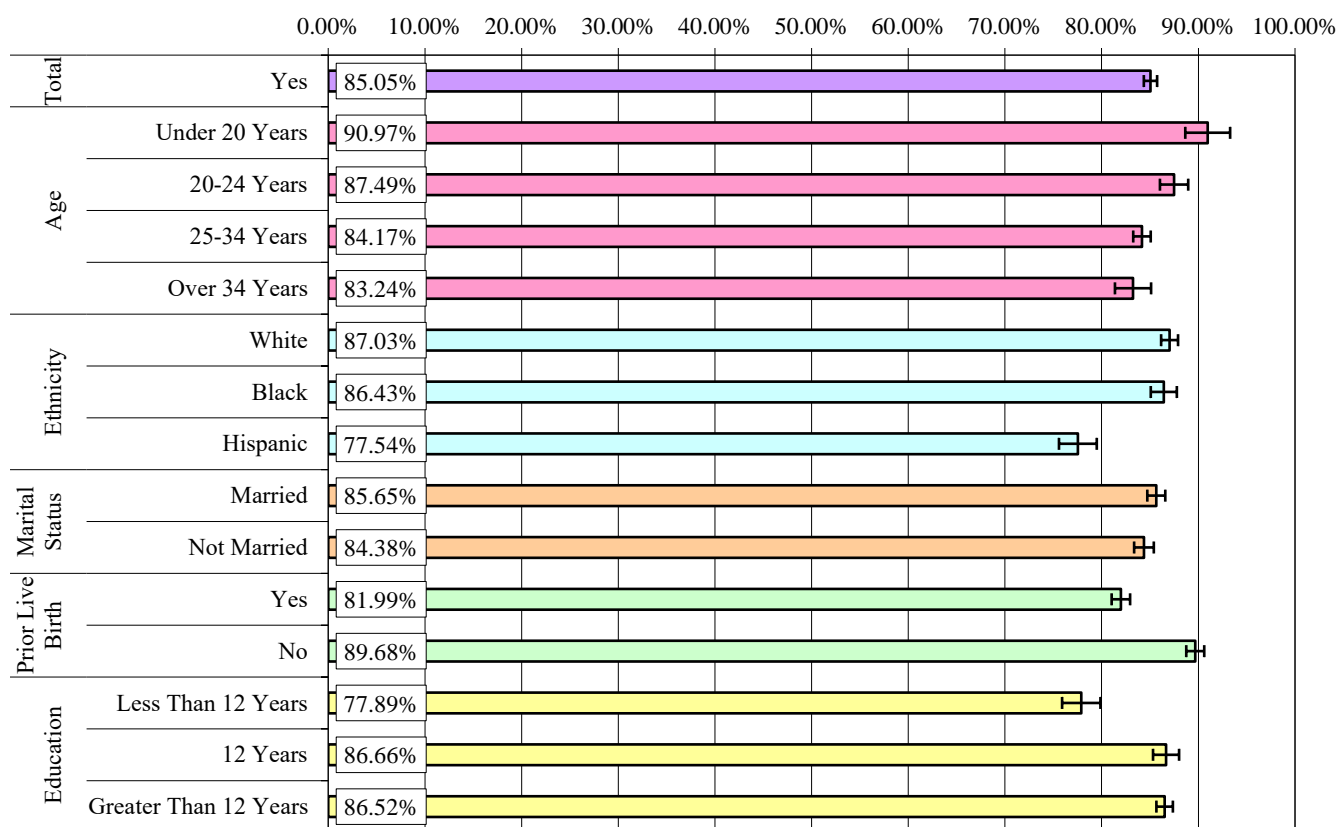 0.00% 10.00% 20.00% 30.00% 40.00% 50.00% 60.00% 70.00% 80.00% 90.00% 100.00%
Total
Yes 85.05%
Age
Under 20 Years 90.97%
20-24 Years 87.49%
25-34 Years 84.17%
Over 34 Years 83.24%
Ethnicity
White 87.03%
Black 86.43%
Hispanic 77.54%
Marital
Status
Married 85.65%
Not Married 84.38%
Prior Live
Birth
Yes 81.99%
No 89.68%
Education
Less Than 12 Years 77.89%
12 Years 86.66%
Greater Than 12 Years 86.52%